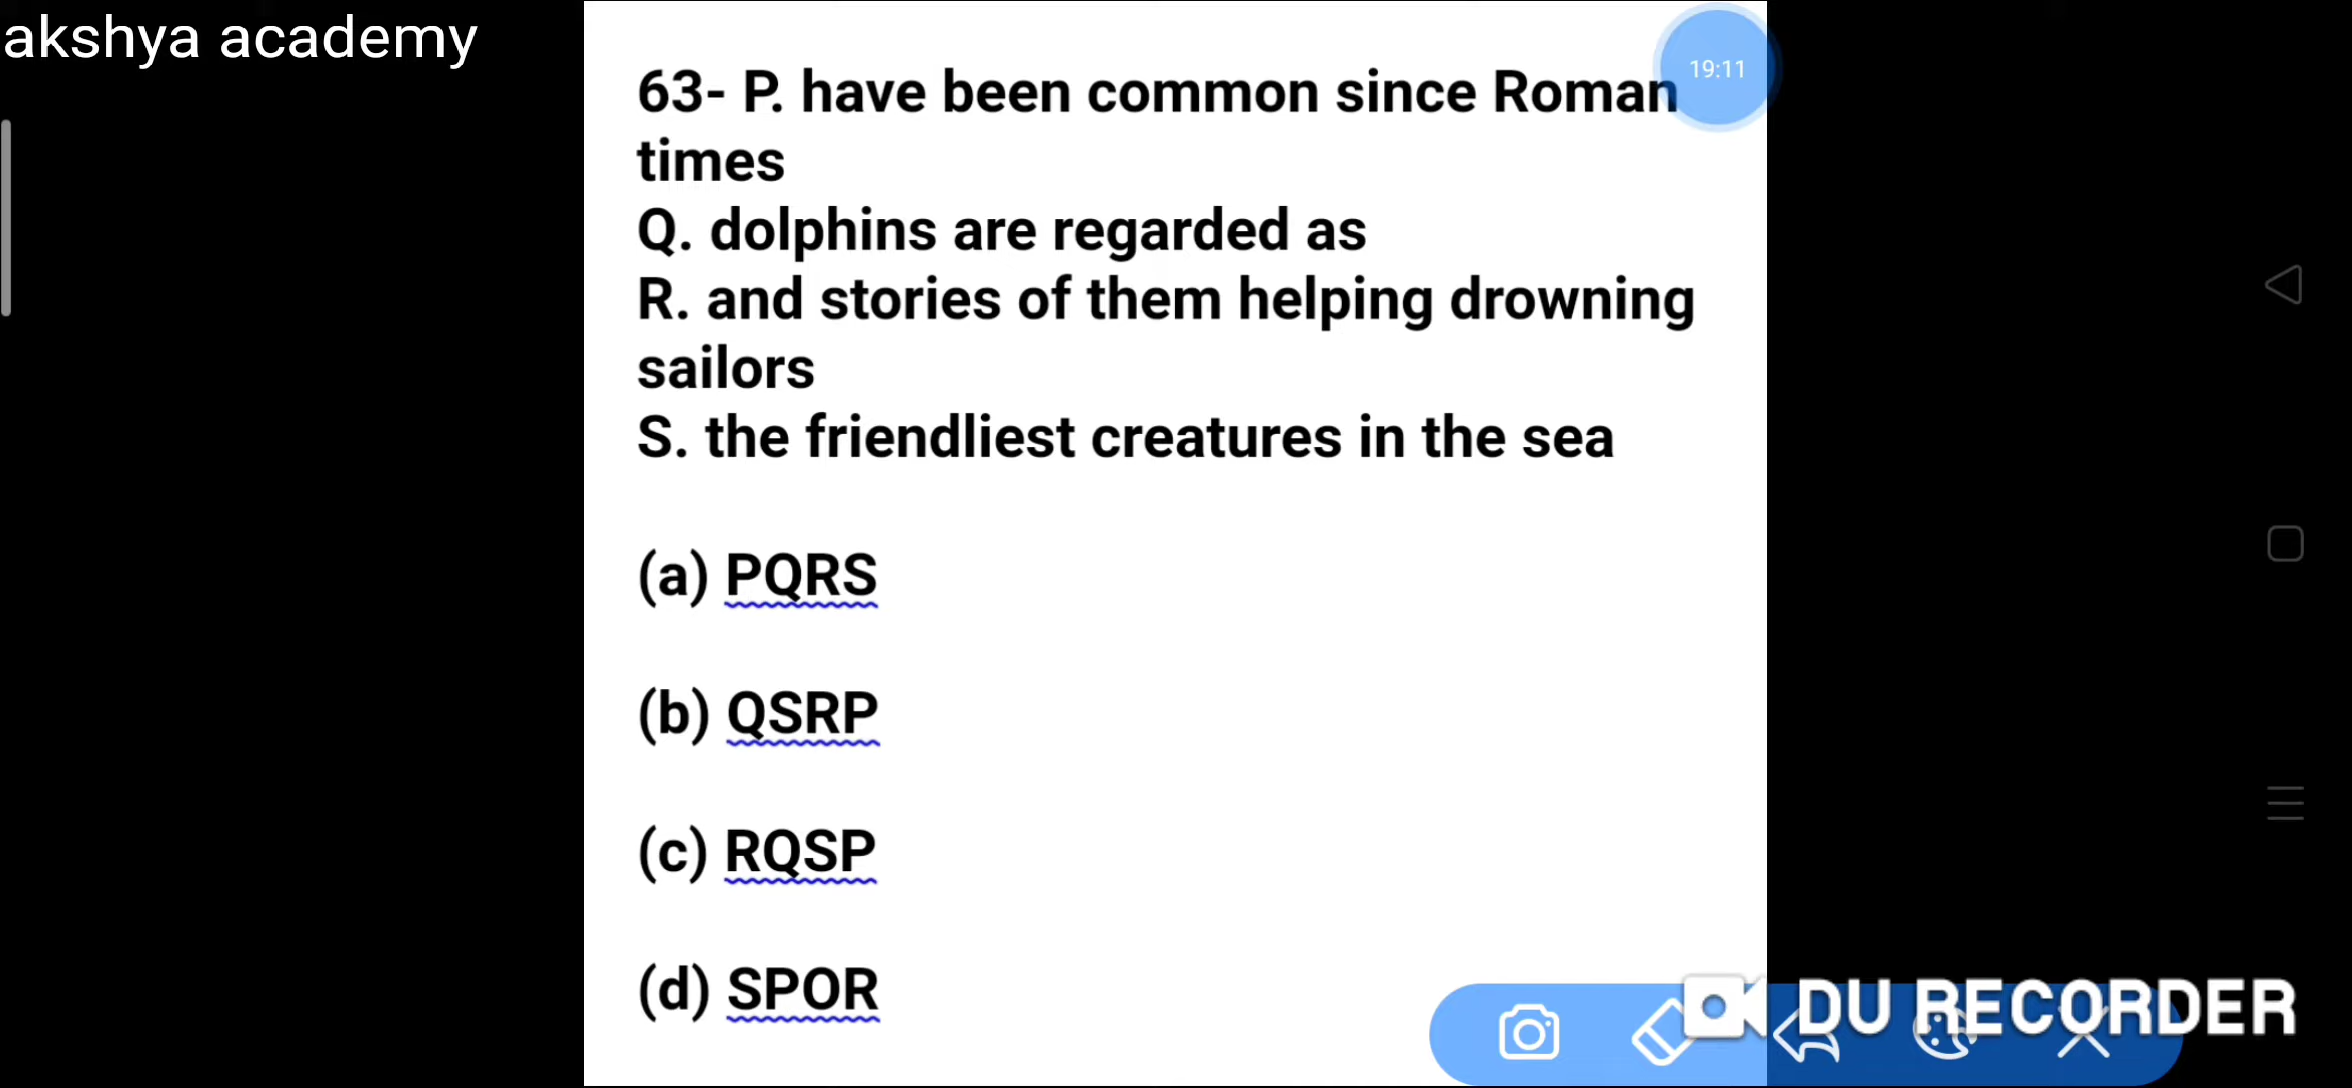 akshya academy
19:11
63- P. have been common since Roman
times
Q. dolphins are regarded as
R. and stories of them helping drowning
sailors
S. the friendliest creatures in the sea
(a) PQRS
(b) QSRP
(c) RQSP
(d) SPOR
DU RECORDER